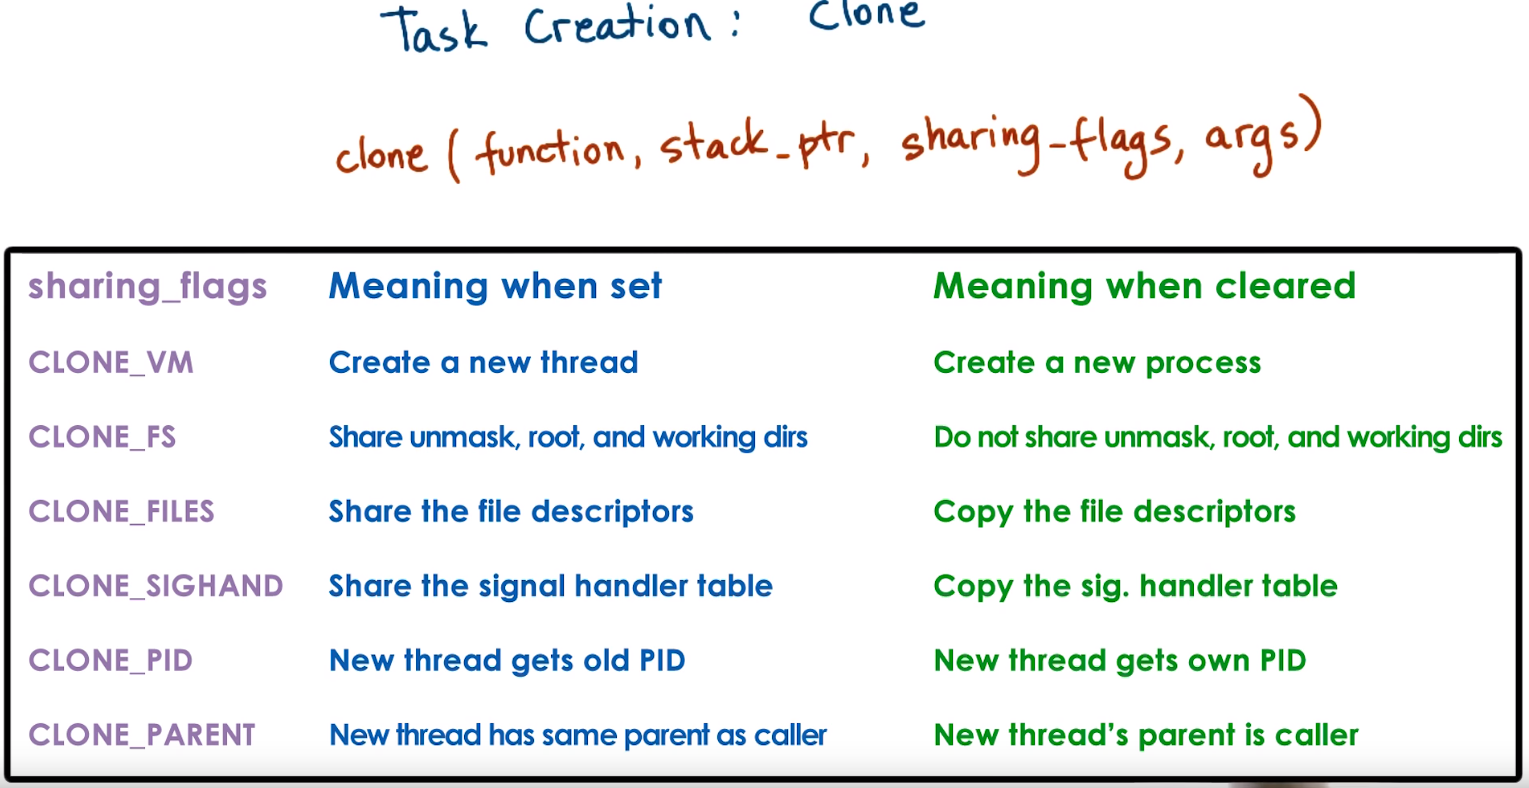 Task Creation: Clone
clone ( function, stack_ptr, sharing_flags, args)
sharing_flags Meaning when set Meaning when cleared
CLONE_VM Create a new thread Create a new process
CLONE_FS Share unmask, root, and working dirs Do not share unmask, root, and working dirs
CLONE_FILES Share the file descriptors Copy the file descriptors
CLONE_SIGHAND Share the signal handler table Copy the sig. handler table
CLONE_PID New thread gets old PID New thread gets own PID
CLONE_PARENT New thread has same parent as caller New thread's parent is caller